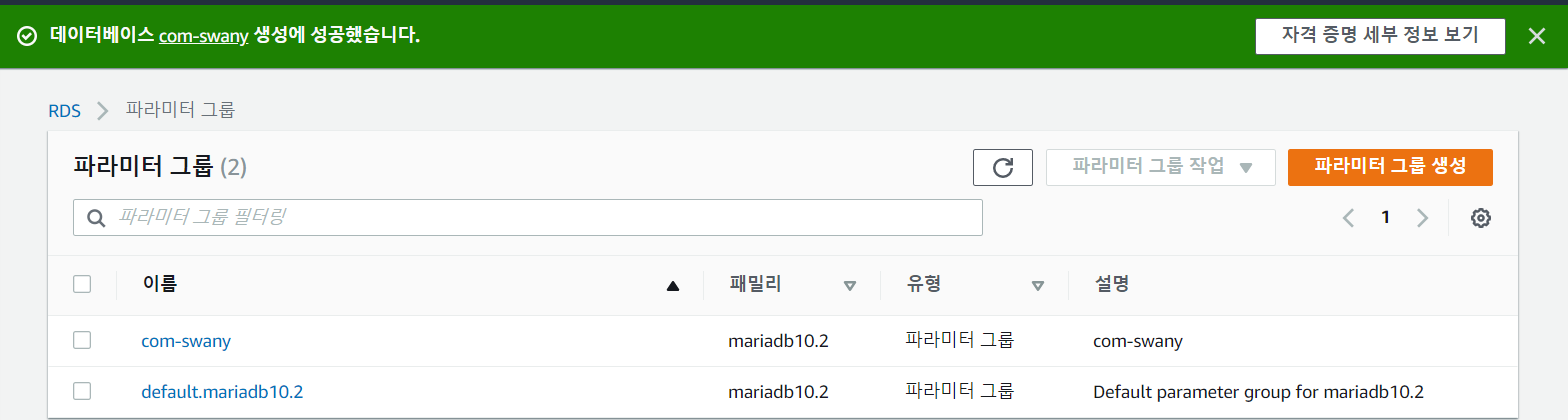 데이터베이스 com-swany 생성에 성공했습니다. 자격 증명 세부 정보 보기
RDS 파라미터 그룹
파라미터 그룹 (2) 파라미터 그룹 작업 파라미터 그룹 생성
파라미터 그룹 필터링 1
이름 패밀리 유형 설명
com-swany mariadb10.2 파라미터 그룹 com-swany
default.mariadb10.2 mariadb10.2 파라미터 그룹 Default parameter group for mariadb10.2